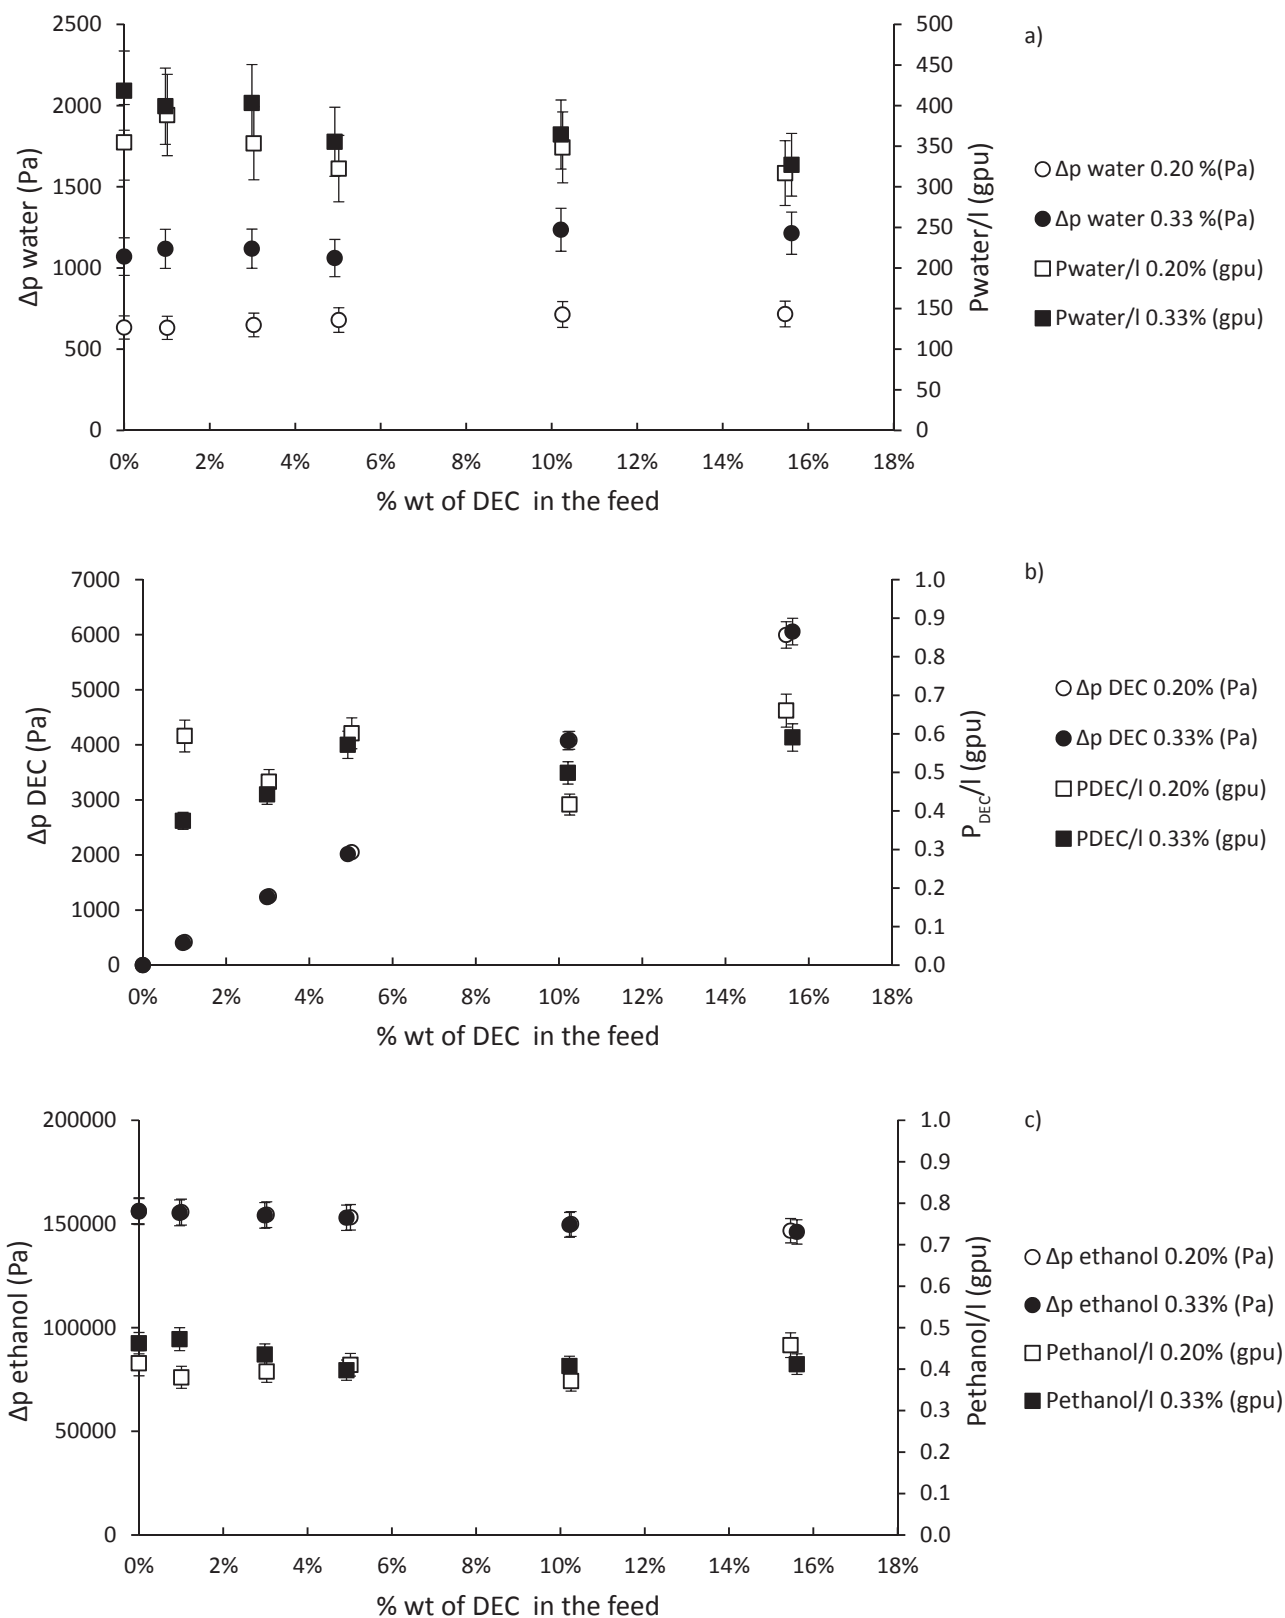 a)
2500
2000
1500
1000
500
0
Δp water (Pa)
500
450
400
350
300
250
200
150
100
50
0
Pwater/l (gpu)
0% 2% 4% 6% 8% 10% 12% 14% 16% 18%
% wt of DEC in the feed
Δp water 0.20 %(Pa)
Δp water 0.33 %(Pa)
Pwater/l 0.20% (gpu)
Pwater/l 0.33% (gpu)
b)
7000
6000
5000
4000
3000
2000
1000
0
Δp DEC (Pa)
1.0
0.9
0.8
0.7
0.6
0.5
0.4
0.3
0.2
0.1
0.0
PDEC/l (gpu)
0% 2% 4% 6% 8% 10% 12% 14% 16% 18%
% wt of DEC in the feed
Δp DEC 0.20% (Pa)
Δp DEC 0.33% (Pa)
PDEC/l 0.20% (gpu)
PDEC/l 0.33% (gpu)
c)
200000
150000
100000
50000
0
Δp ethanol (Pa)
1.0
0.9
0.8
0.7
0.6
0.5
0.4
0.3
0.2
0.1
0.0
Pethanol/l (gpu)
0% 2% 4% 6% 8% 10% 12% 14% 16% 18%
% wt of DEC in the feed
Δp ethanol 0.20% (Pa)
Δp ethanol 0.33% (Pa)
Pethanol/l 0.20% (gpu)
Pethanol/l 0.33% (gpu)